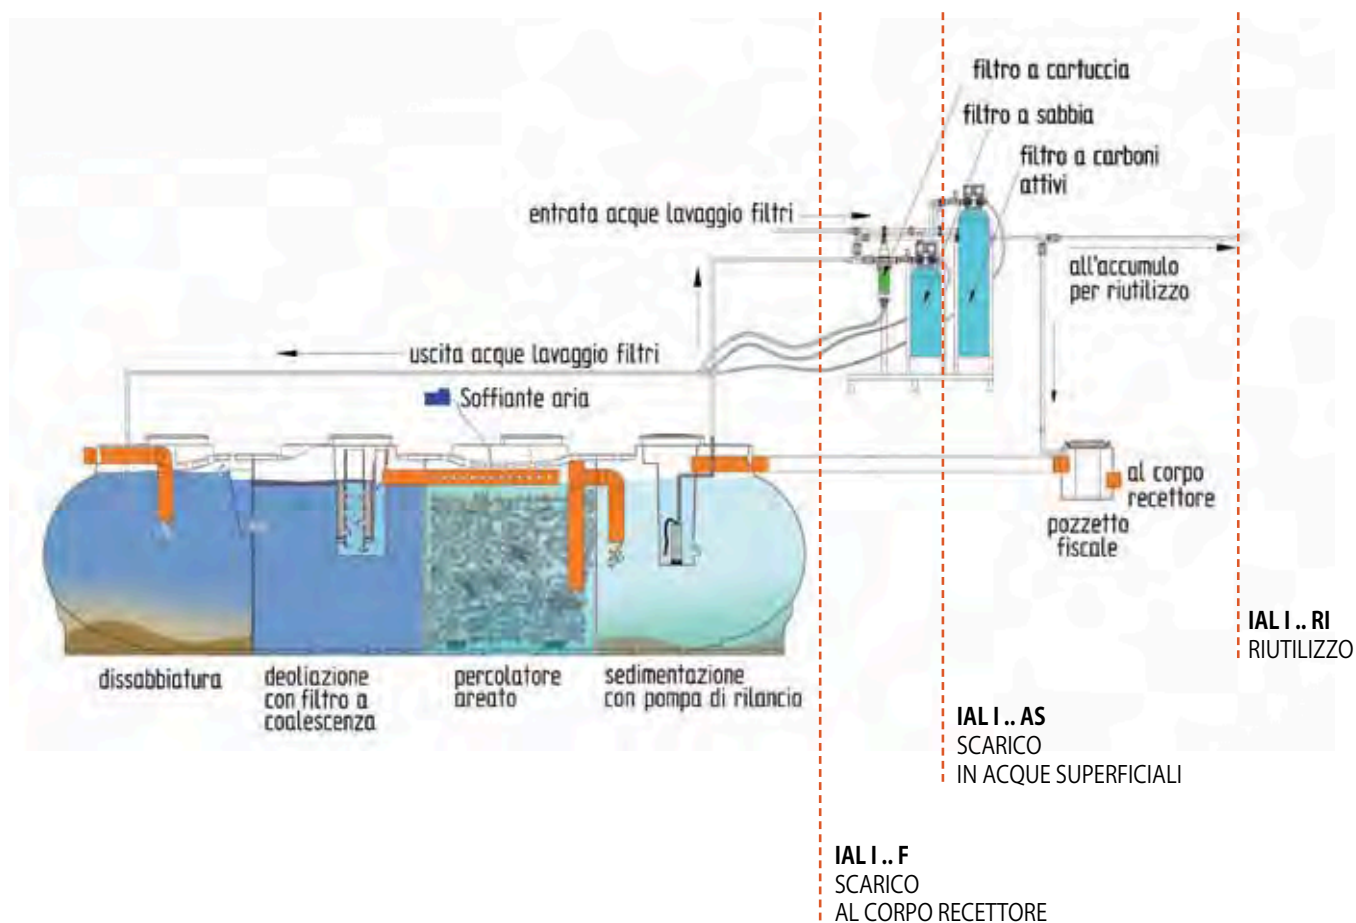 filtro a cartuccia
filtro a sabbia
filtro a carboni
attivi
entrata acque lavaggio filtri
all'accumulo
per riutilizzo
uscita acque lavaggio filtri
Soffiante aria
al corpo
recettore
pozzetto
fiscale
dissabbiatura
deoliazione
con filtro a
coalescenza
percolatore
areato
sedimentazione
con pompa di rilancio
IAL I .. RI
RIUTILIZZO
IAL I .. AS
SCARICO
IN ACQUE SUPERFICIALI
IAL I .. F
SCARICO
AL CORPO RECETTORE